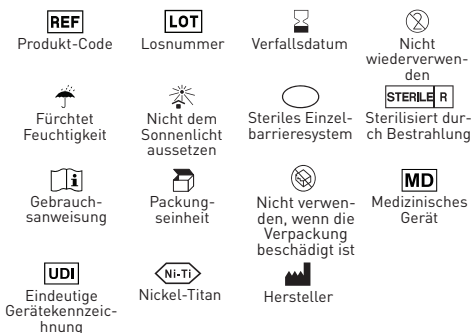 REF
Produkt-Code
LOT
Losnummer
Verfallsdatum
2
Nicht
wiederverwen-
den
Fürchtet
Feuchtigkeit
Nicht dem
Sonnenlicht
aussetzen
Steriles Einzel-
barrieresystem
STERILE R
Sterilisiert dur-
ch Bestrahlung
i
Gebrauch-
sanweisung
Packung-
seinheit
Nicht verwen-
den, wenn die
Verpackung
beschädigt ist
MD
Medizinisches
Gerät
UDI
Eindeutige
Gerätekennzeic-
hnung
Ni-Ti
Nickel-Titan
Hersteller